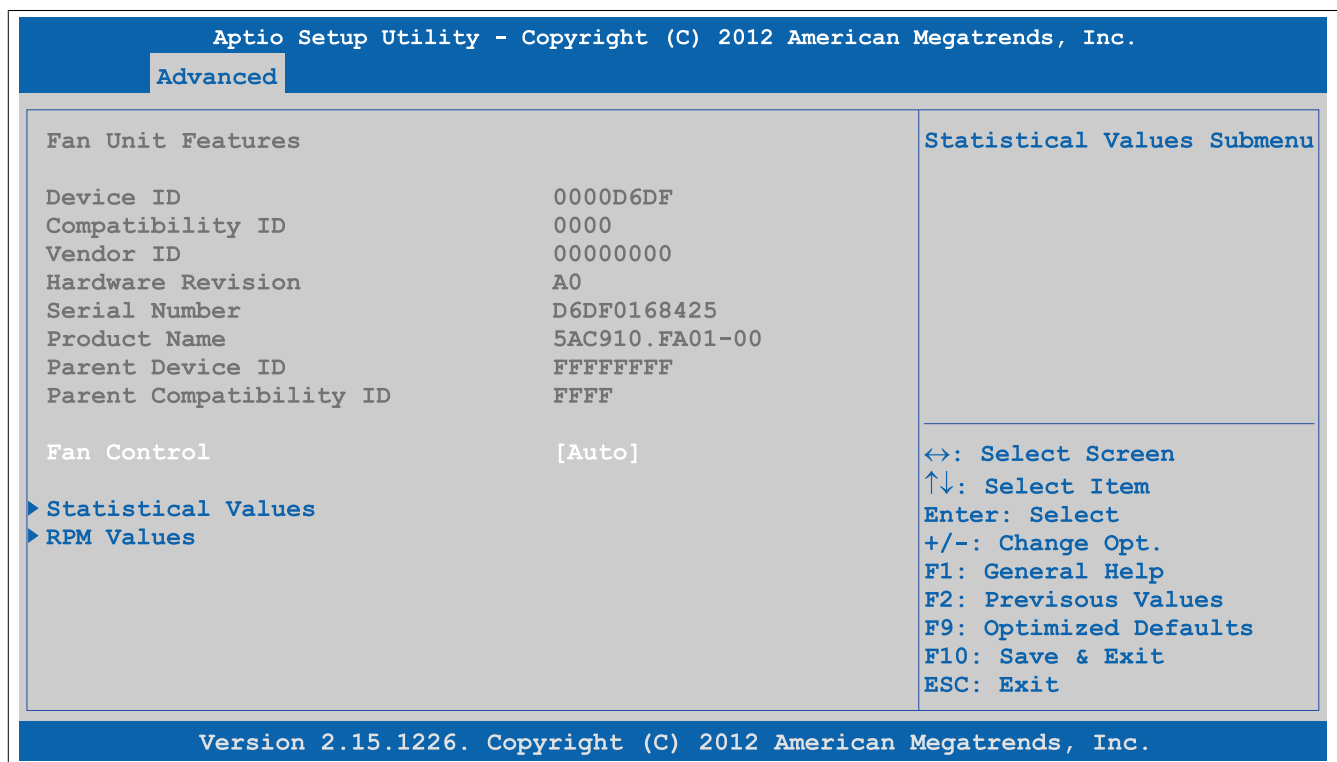 Aptio Setup Utility - Copyright (C) 2012 American Megatrends, Inc.
Advanced
Fan Unit Features
Device ID 0000D6DF
Compatibility ID 0000
Vendor ID 00000000
Hardware Revision A0
Serial Number D6DF0168425
Product Name 5AC910.FA01-00
Parent Device ID FFFFFFFF
Parent Compatibility ID FFFF
Fan Control [Auto]
Statistical Values
RPM Values
Statistical Values Submenu
↔: Select Screen
↑↓: Select Item
Enter: Select
+/-: Change Opt.
F1: General Help
F2: Previsous Values
F9: Optimized Defaults
F10: Save & Exit
ESC: Exit
Version 2.15.1226. Copyright (C) 2012 American Megatrends, Inc.